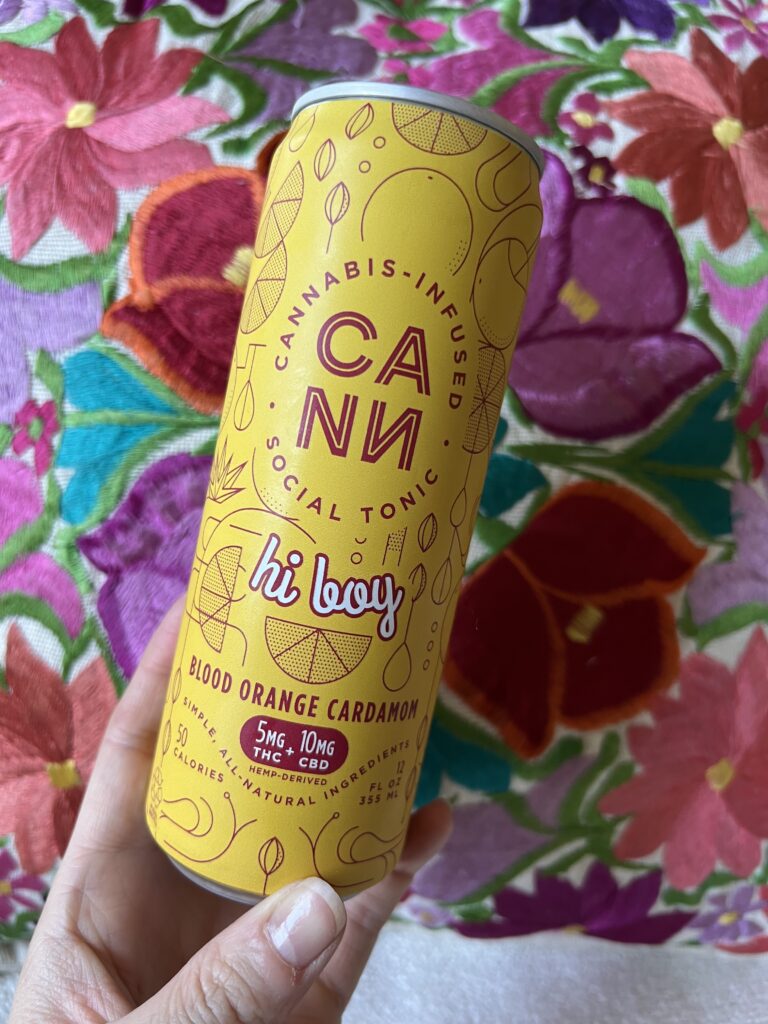 CANNABIS-INFUSED
CA
NN
• SOCIAL TONIC •
hi boy
BLOOD ORANGE CARDAMOM
5MG THC + 10MG CBD
HEMP-DERIVED
SIMPLE, ALL-NATURAL INGREDIENTS
50
CALORIES
12
FL OZ
355 ML